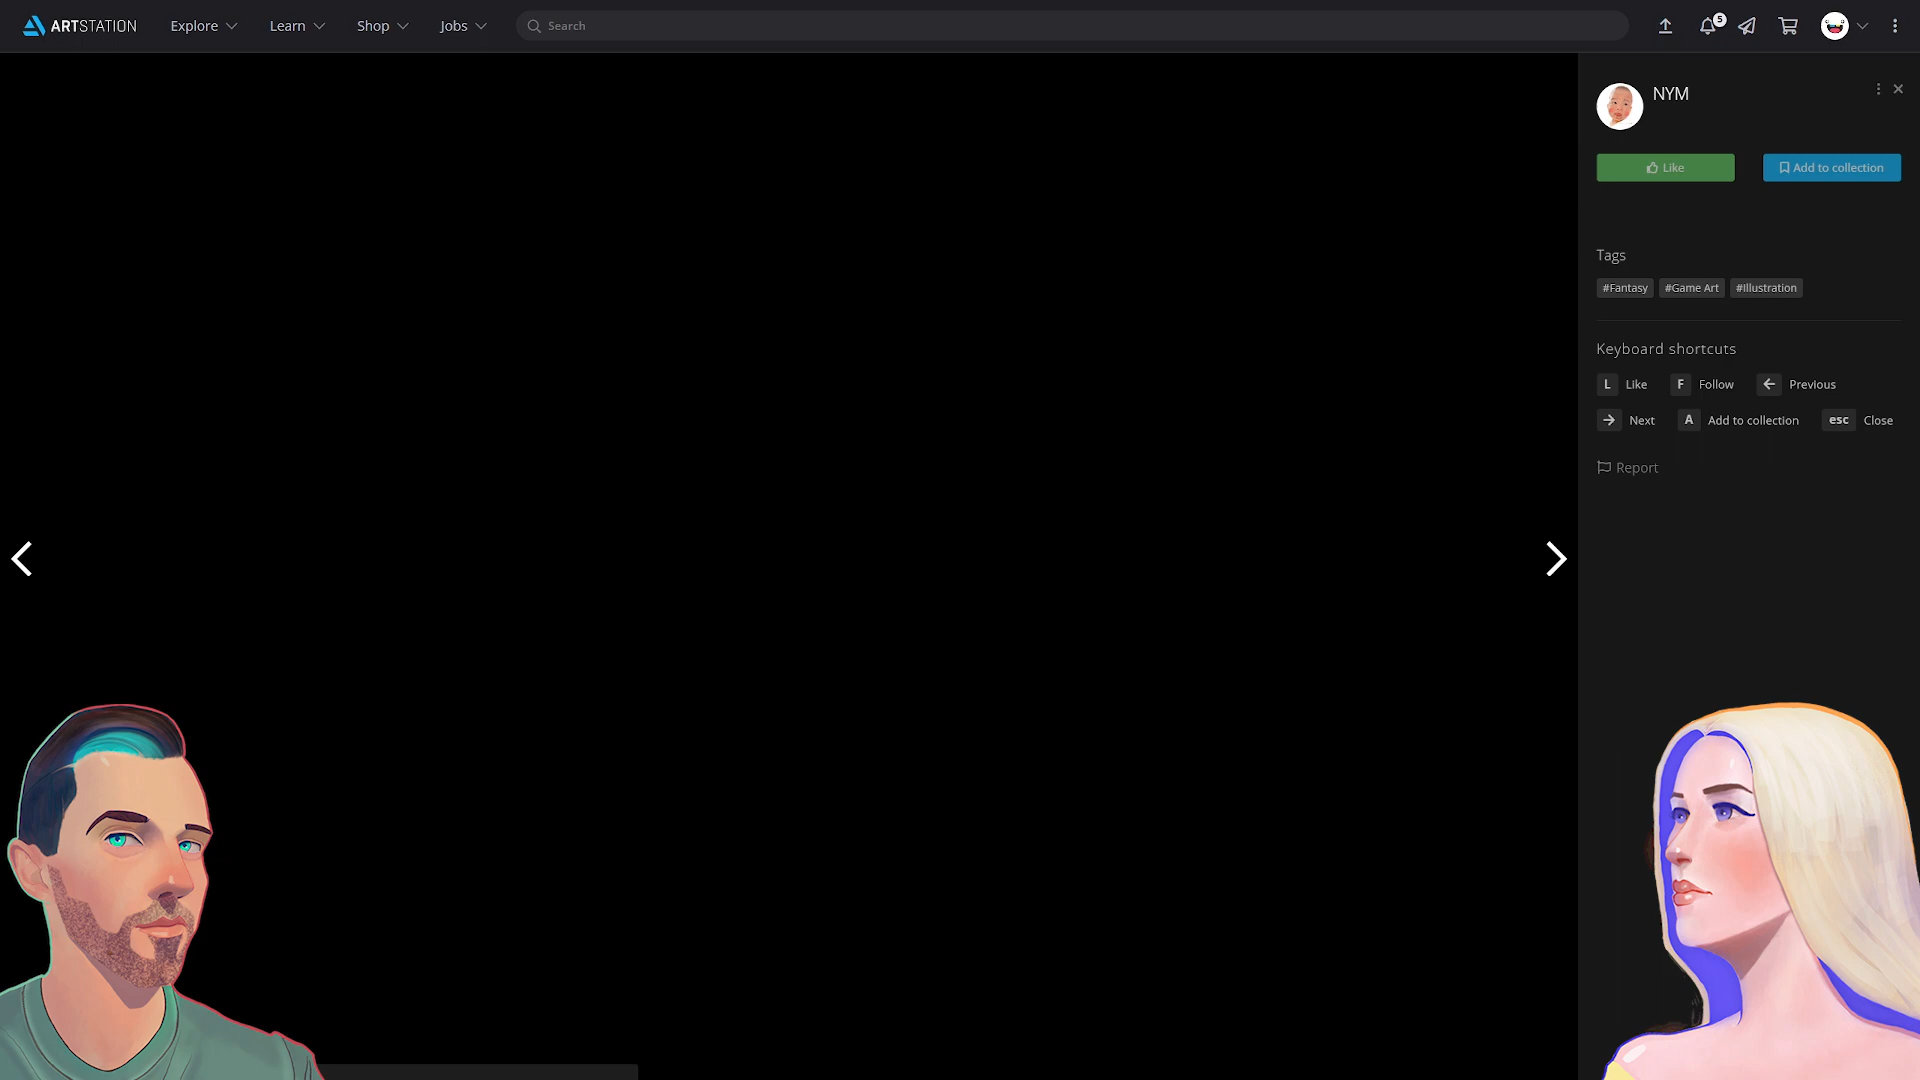 ARTSTATION Explore Learn Shop Jobs Search 5
NYM
Like Add to collection
Tags
#Fantasy #Game Art #Illustration
Keyboard shortcuts
L Like F Follow Previous
Next A Add to collection esc Close
Report